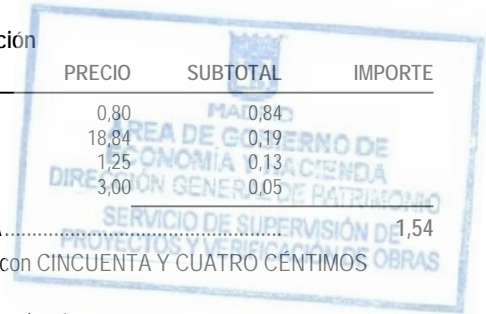 ción
PRECIO SUBTOTAL IMPORTE
0,80 0,84
18,84 0,19
1,25 0,13
3,00 0,05
1,54
con CINCUENTA Y CUATRO CÉNTIMOS
MADRID
ÁREA DE GOBIERNO DE
ECONOMÍA Y HACIENDA
DIRECCIÓN GENERAL DE PATRIMONIO
SERVICIO DE SUPERVISIÓN DE
PROYECTOS Y VERIFICACIÓN DE OBRAS